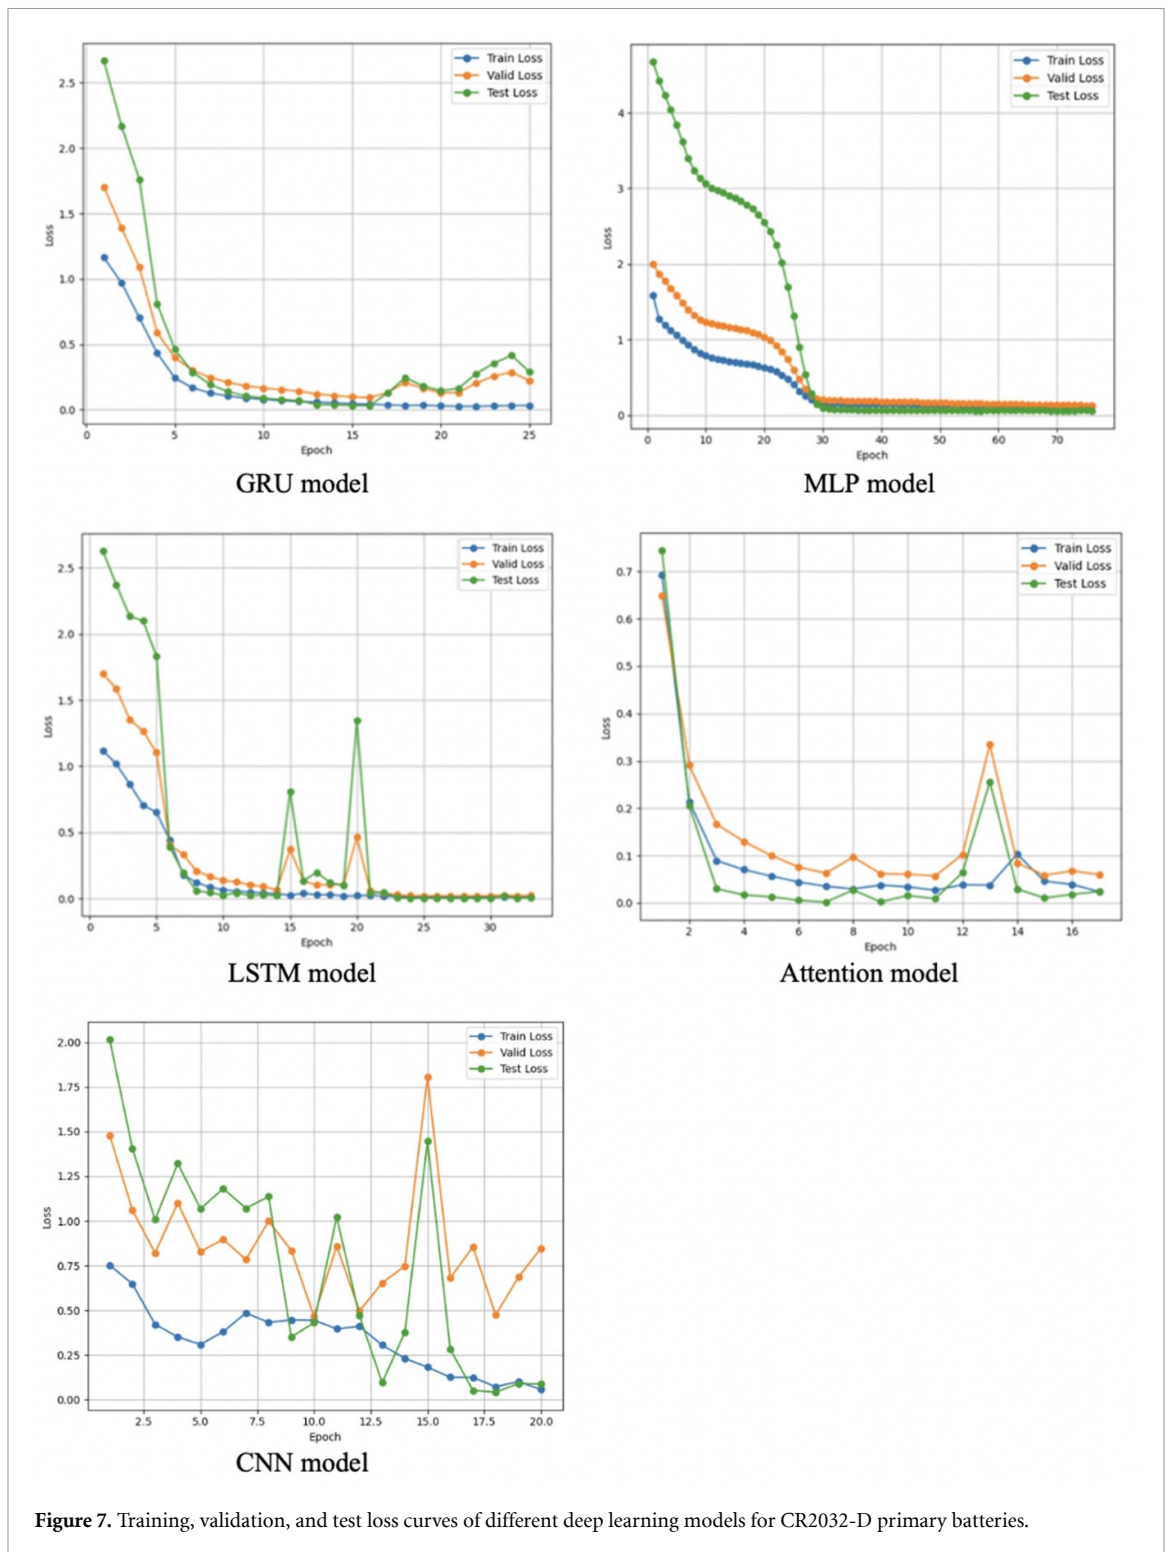 Train Loss
Valid Loss
Test Loss
2.5
2.0
1.5
1.0
0.5
0.0
Loss
0 5 10 15 20 25
Epoch
GRU model
Train Loss
Valid Loss
Test Loss
4
3
2
1
0
Loss
0 10 20 30 40 50 60 70
Epoch
MLP model
Train Loss
Valid Loss
Test Loss
2.5
2.0
1.5
1.0
0.5
0.0
Loss
0 5 10 15 20 25 30
Epoch
LSTM model
Train Loss
Valid Loss
Test Loss
0.7
0.6
0.5
0.4
0.3
0.2
0.1
0.0
Loss
2 4 6 8 10 12 14 16
Epoch
Attention model
Train Loss
Valid Loss
Test Loss
2.00
1.75
1.50
1.25
1.00
0.75
0.50
0.25
0.00
Loss
2.5 5.0 7.5 10.0 12.5 15.0 17.5 20.0
Epoch
CNN model
Figure 7. Training, validation, and test loss curves of different deep learning models for CR2032-D primary batteries.